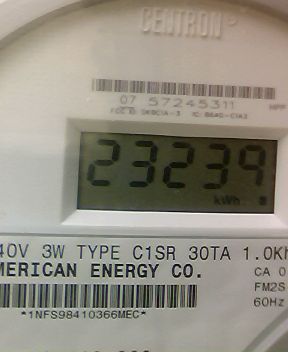 CENTRON
07 57245311
23239
kWh
40V 3W TYPE C1SR 30TA 1.0Kh
MERICAN ENERGY CO.
CA 0
FM2S
60Hz
*1NFS98410366MEC*